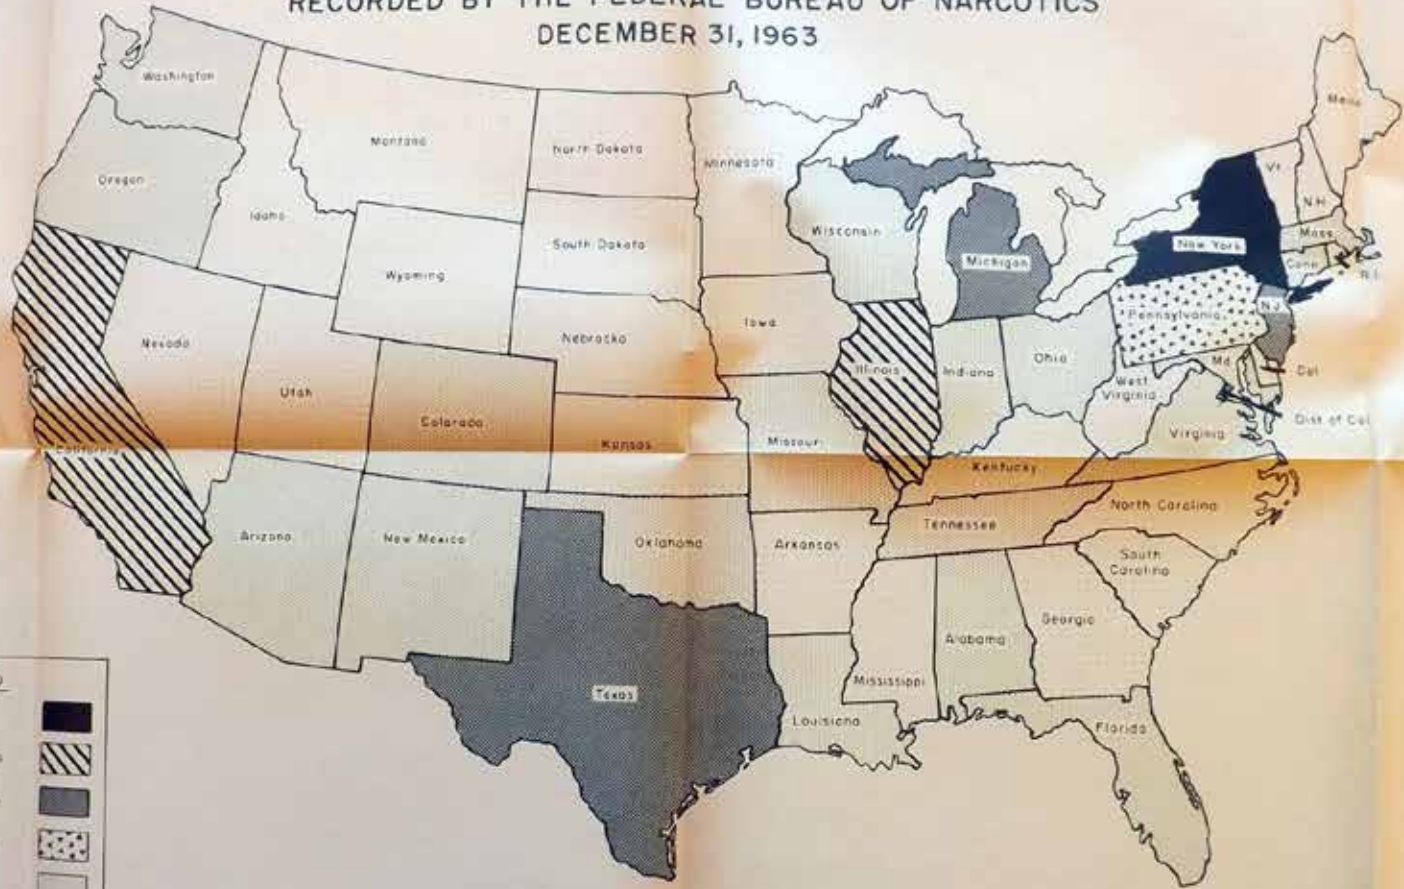 RECORDED BY THE FEDERAL BUREAU OF NARCOTICS
DECEMBER 31, 1963
Washington
Montana
North Dakota
Minnesota
Oregon
Idaho
Wyoming
South Dakota
Wisconsin
Michigan
New York
Vt.
N.H.
Mass.
Conn.
R.I.
Nevada
Utah
Colorado
Nebraska
Iowa
Illinois
Indiana
Ohio
Pennsylvania
N.J.
Md.
Del.
Dist of Col
West
Virginia
Virginia
California
Kansas
Missouri
Kentucky
Arizona
New Mexico
Oklahoma
Arkansas
Tennessee
North Carolina
South
Carolina
Texas
Louisiana
Mississippi
Alabama
Georgia
Florida